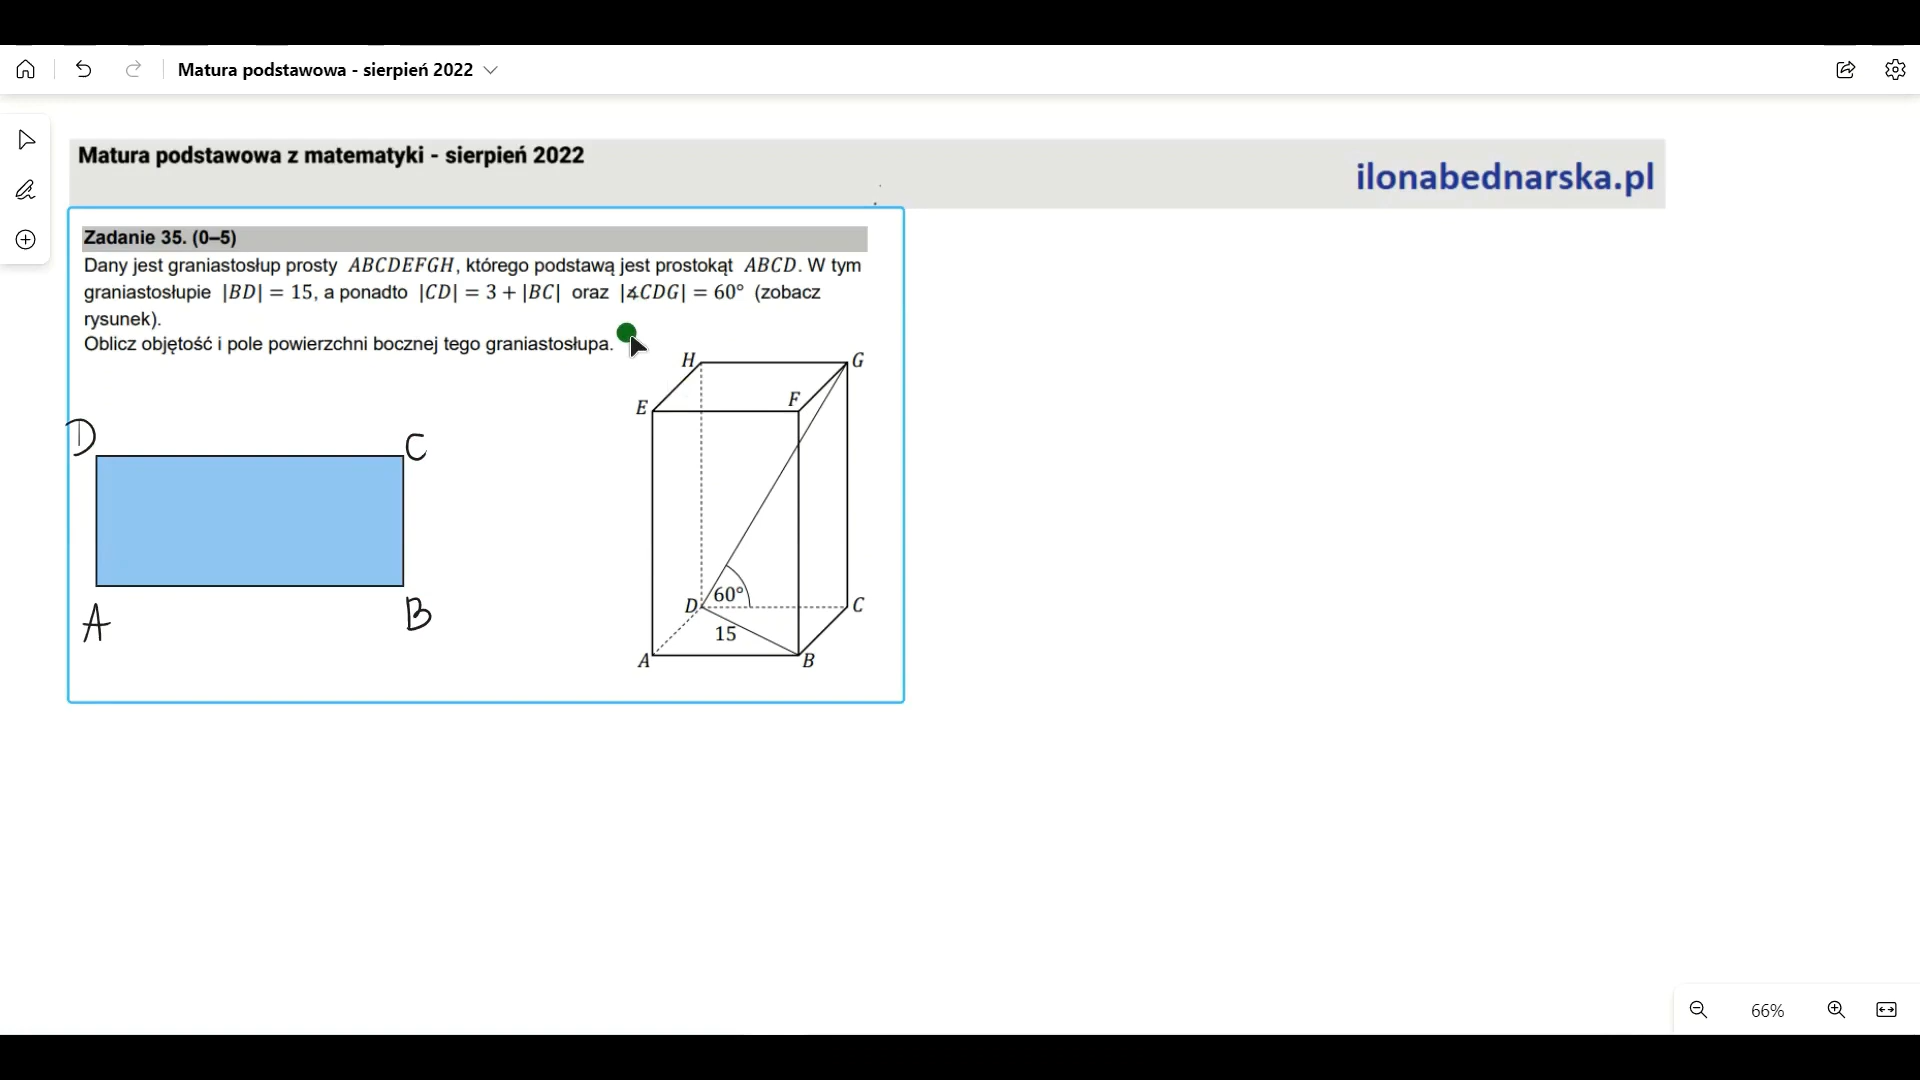 Matura podstawowa - sierpień 2022
Matura podstawowa z matematyki - sierpień 2022
ilonabednarska.pl
Zadanie 35. (0–5)
Dany jest graniastosłup prosty ABCDEFGH, którego podstawą jest prostokąt ABCD. W tym
graniastosłupie |BD| = 15, a ponadto |CD| = 3 + |BC| oraz |∡CDG| = 60° (zobacz
rysunek).
Oblicz objętość i pole powierzchni bocznej tego graniastosłupa.
D
C
A
B
H
G
E
F
D
60°
C
15
A
B
66%